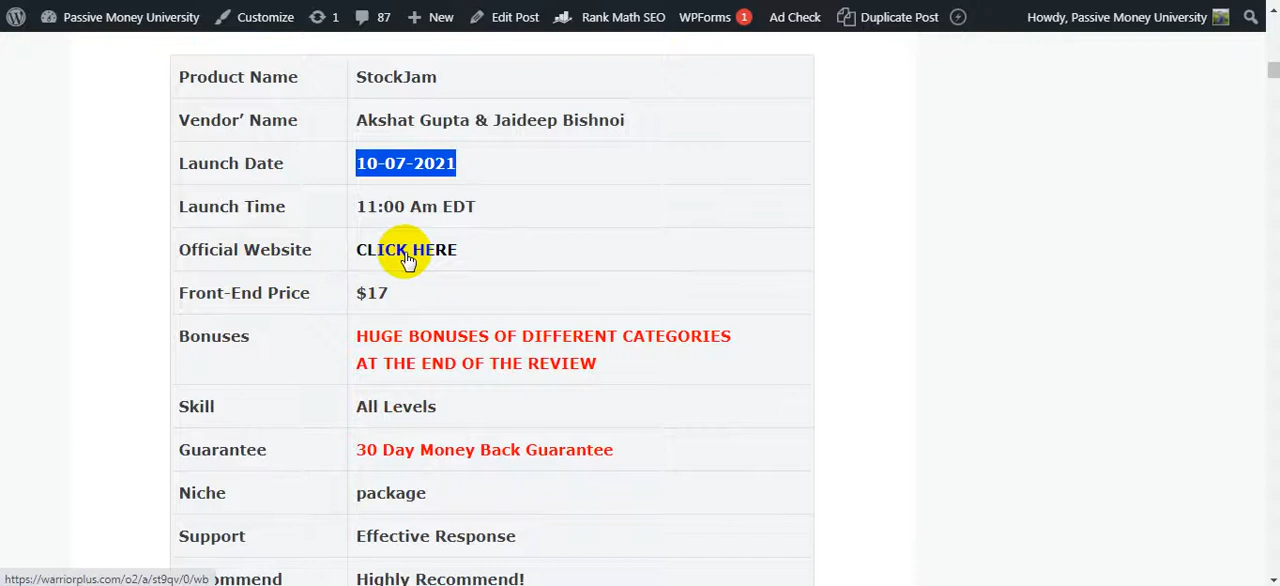 Passive Money University Customize 1 87 New Edit Post Rank Math SEO WPForms 1 Ad Check Duplicate Post Howdy, Passive Money University
Product Name StockJam
Vendor’ Name Akshat Gupta & Jaideep Bishnoi
Launch Date 10-07-2021
Launch Time 11:00 Am EDT
Official Website CLICK HERE
Front-End Price $17
Bonuses HUGE BONUSES OF DIFFERENT CATEGORIES
AT THE END OF THE REVIEW
Skill All Levels
Guarantee 30 Day Money Back Guarantee
Niche package
Support Effective Response
ommend Highly Recommend!
https://warriorplus.com/o2/a/st9qv/0/wb